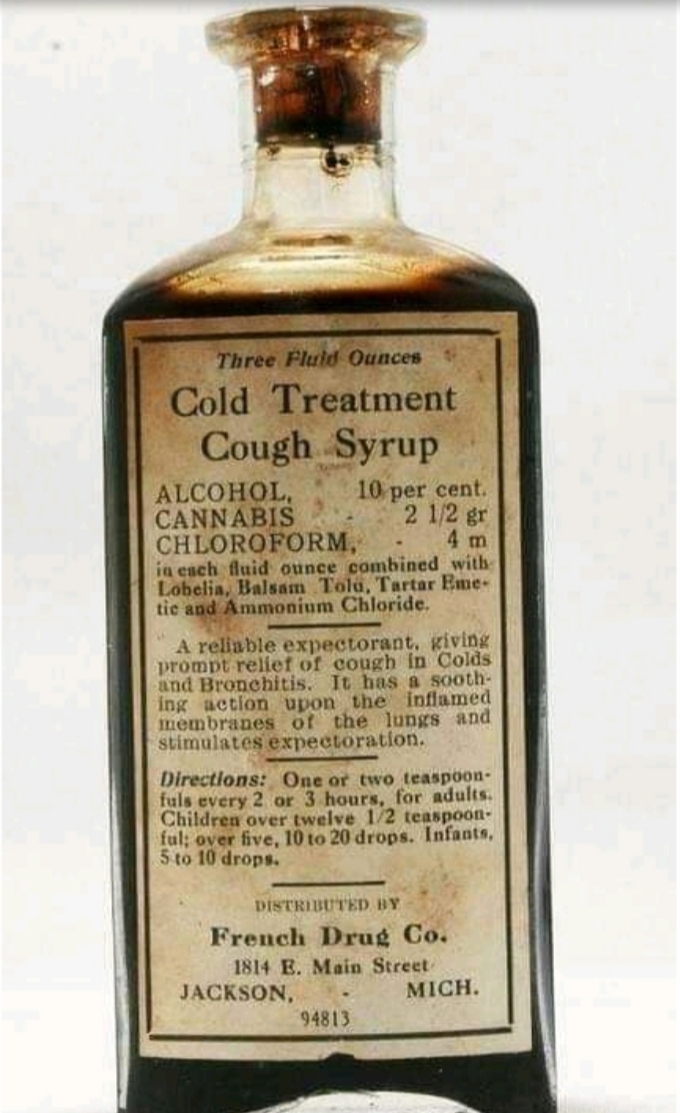 Three Fluid Ounces
Cold Treatment
Cough Syrup
ALCOHOL, 10 per cent.
CANNABIS - 2 1/2 gr
CHLOROFORM, - 4 m
in each fluid ounce combined with
Lobelia, Balsam Tolu, Tartar Eme-
tic and Ammonium Chloride.
A reliable expectorant, giving
prompt relief of cough in Colds
and Bronchitis. It has a sooth-
ing action upon the inflamed
membranes of the lungs and
stimulates expectoration.
Directions: One or two teaspoon-
fuls every 2 or 3 hours, for adults.
Children over twelve 1/2 teaspoon-
ful; over five, 10 to 20 drops. Infants,
5 to 10 drops.
DISTRIBUTED BY
French Drug Co.
1814 E. Main Street
JACKSON, - MICH.
94813